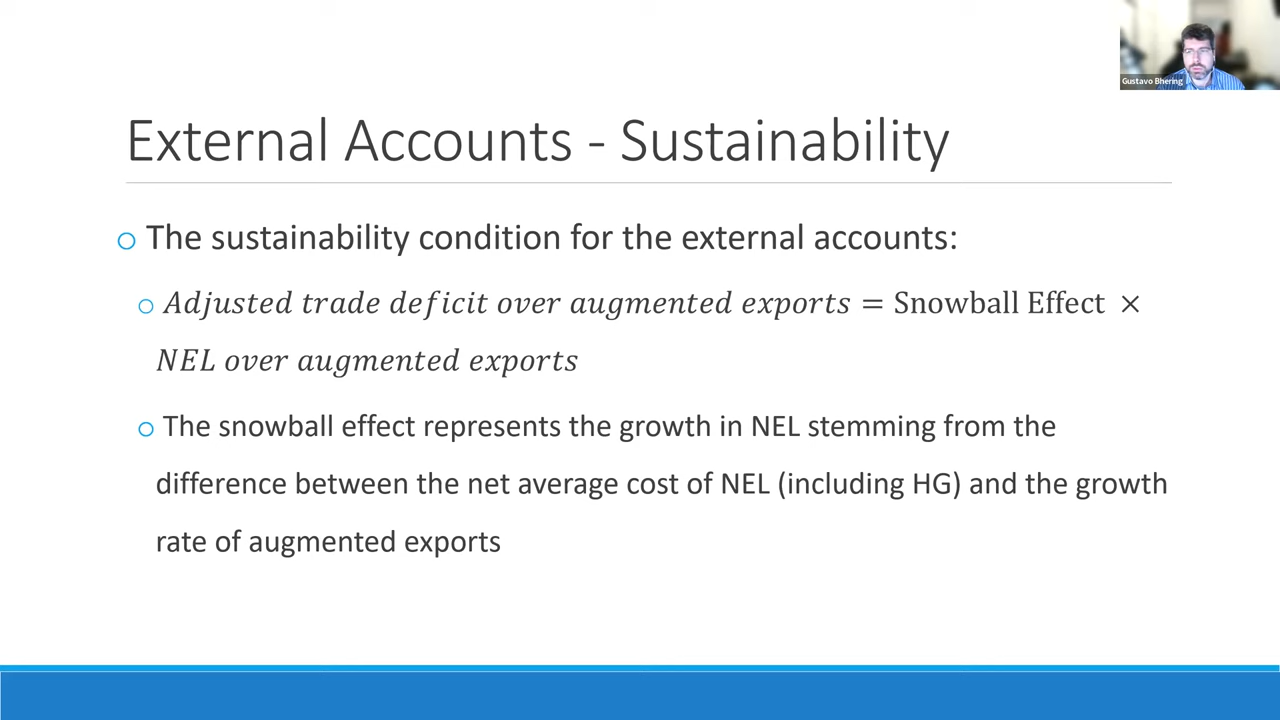 Gustavo Bhering
External Accounts - Sustainability
The sustainability condition for the external accounts:
Adjusted trade deficit over augmented exports = Snowball Effect ×
NEL over augmented exports
The snowball effect represents the growth in NEL stemming from the
difference between the net average cost of NEL (including HG) and the growth
rate of augmented exports